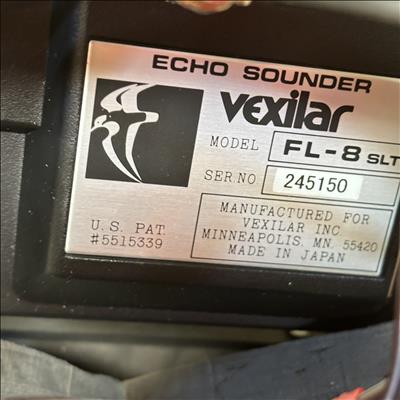 ECHO SOUNDER
Vexilar
MODEL FL-8 SLT
SER.NO 245150
U.S. PAT.
#5515339
MANUFACTURED FOR
VEXILAR INC
MINNEAPOLIS, MN, 55420
MADE IN JAPAN